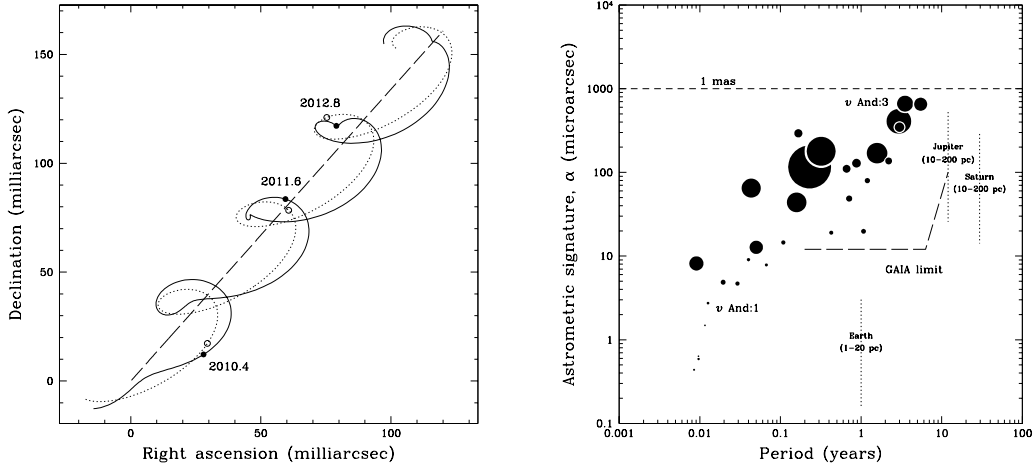 150
100
50
0
0
50
100
Declination (milliarcsec)
Right ascension (milliarcsec)
2012.8
2011.6
2010.4
10⁴
1000
100
10
1
0.1
0.001
0.01
0.1
1
10
100
Astrometric signature, α (microarcsec)
Period (years)
1 mas
υ And:3
Jupiter
(10-200 pc)
Saturn
(10-200 pc)
GAIA limit
υ And:1
Earth
(1-20 pc)